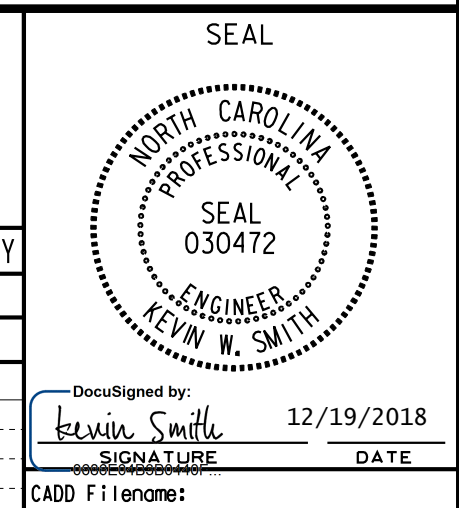 SEAL
NORTH CAROLINA
PROFESSIONAL
SEAL
030472
ENGINEER
KEVIN W. SMITH
Y
DocuSigned by:
Kevin Smith
12/19/2018
SIGNATURE
DATE
CADD Filename: